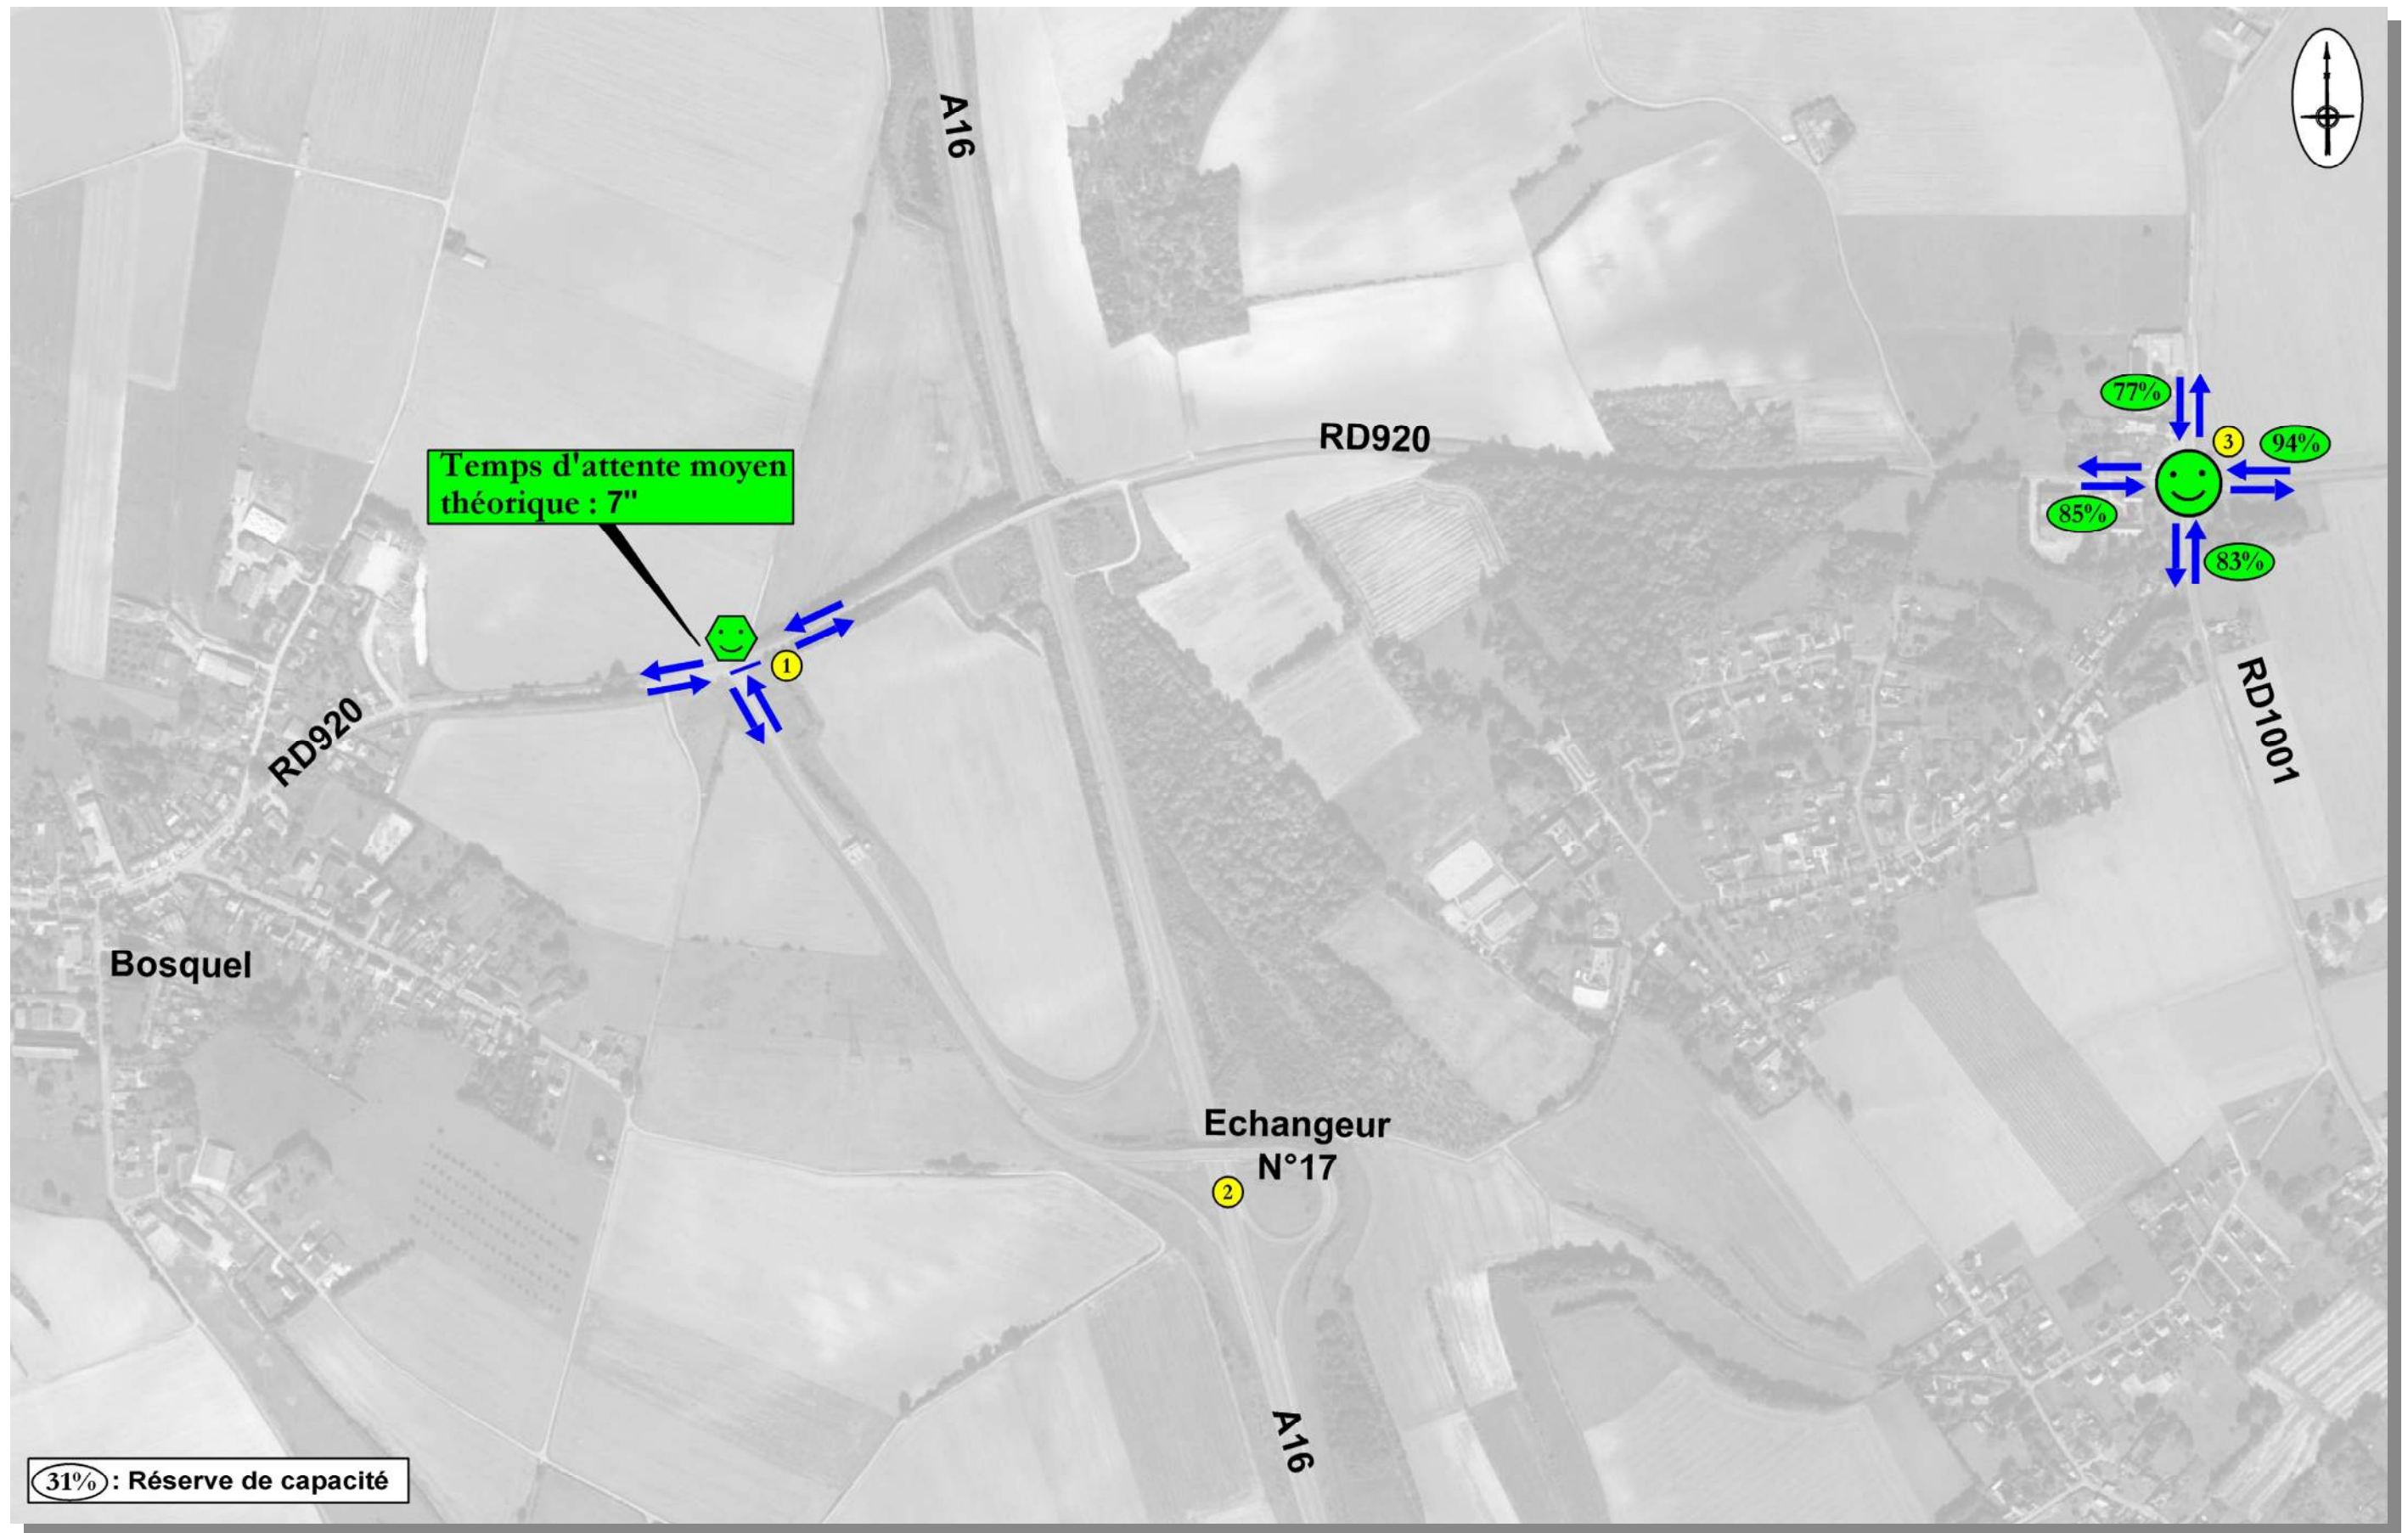 A16
RD920
77%
3
94%
85%
83%
Temps d'attente moyen
théorique : 7"
1
RD920
RD1001
Bosquel
Echangeur
N°17
2
A16
31% : Réserve de capacité